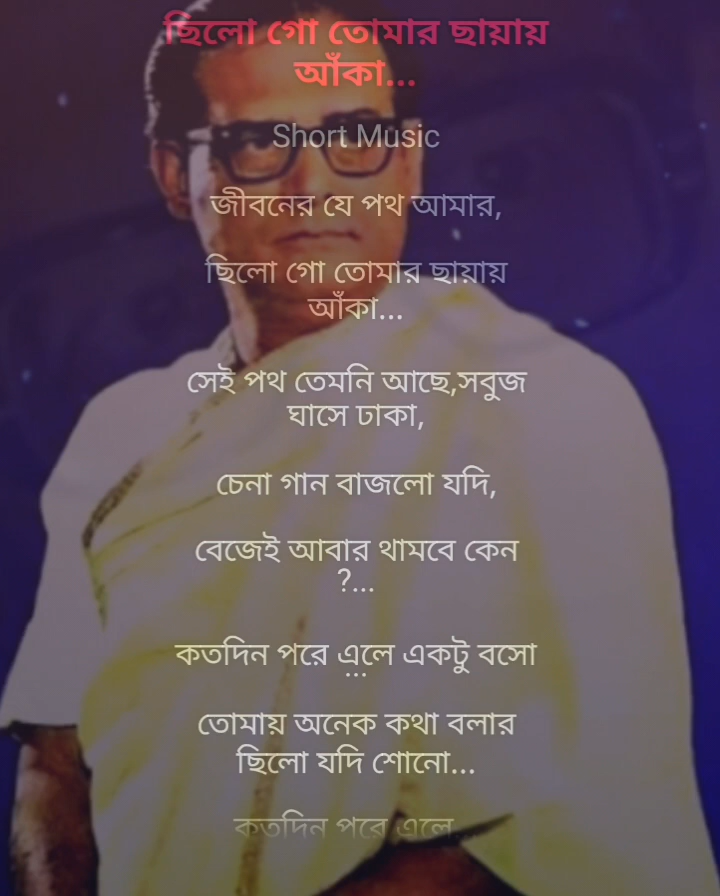 ছিলো গো তোমার ছায়ায়
আঁকা...
Short Music
জীবনের যে পথ আমার,
ছিলো গো তোমার ছায়ায়
আঁকা...
সেই পথ তেমনি আছে,সবুজ
ঘাসে ঢাকা,
চেনা গান বাজলো যদি,
বেজেই আবার থামবে কেন
?...
কতদিন পরে এলে একটু বসো
...
তোমায় অনেক কথা বলার
ছিলো যদি শোনো...
কতদিন পরে এলে...